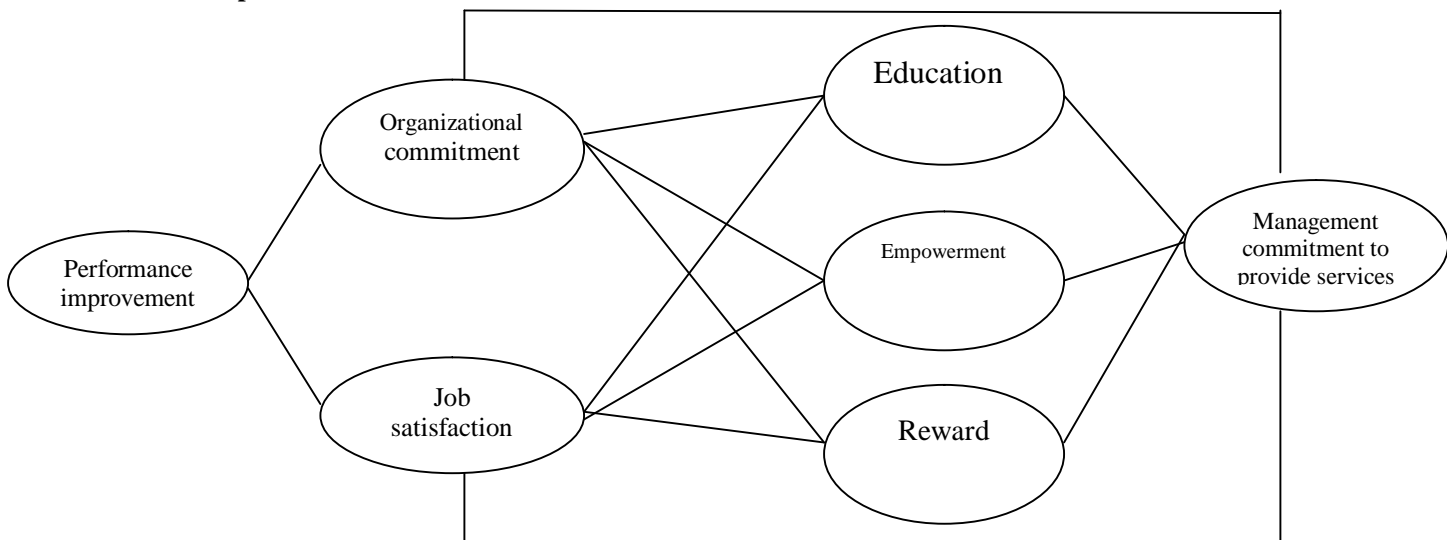 Education
Organizational
commitment
Management
commitment to
provide services
Empowerment
Performance
improvement
Job
satisfaction
Reward